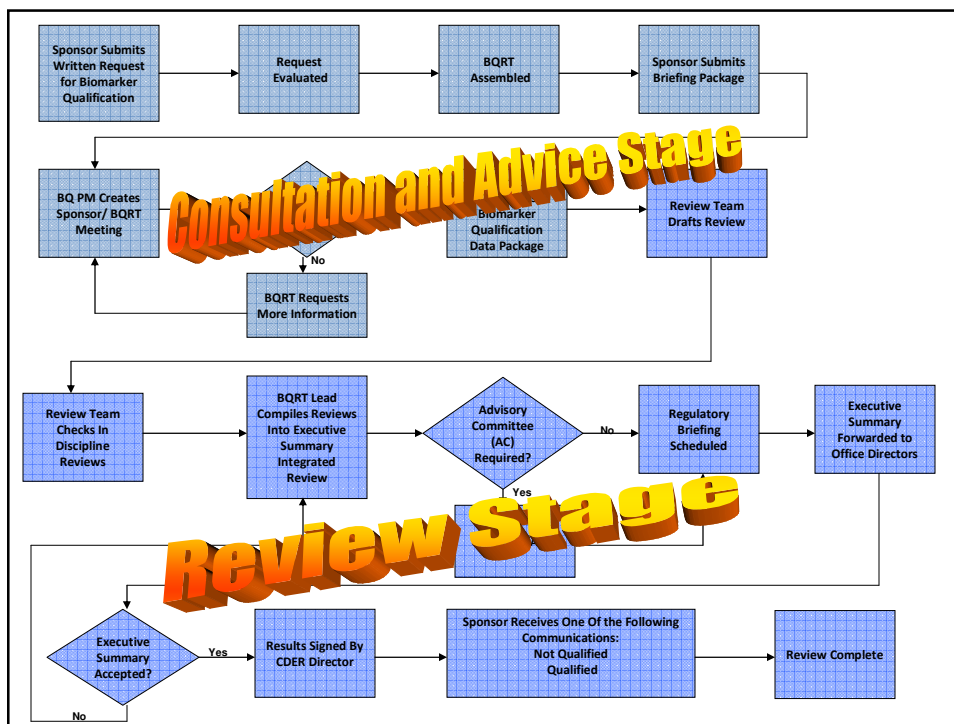 Sponsor Submits
Written Request
for Biomarker
Qualification
Request
Evaluated
BQRT
Assembled
Sponsor Submits
Briefing Package
Consultation and Advice Stage
BQ PM Creates
Sponsor/ BQRT
Meeting
Biomarker
Qualification
Data Package
Review Team
Drafts Review
No
BQRT Requests
More Information
Review Team
Checks In
Discipline
Reviews
BQRT Lead
Compiles Reviews
Into Executive
Summary
Integrated
Review
Advisory
Committee
(AC)
Required?
No
Yes
Regulatory
Briefing
Scheduled
Executive
Summary
Forwarded to
Office Directors
Review Stage
Executive
Summary
Accepted?
Yes
No
Results Signed By
CDER Director
Sponsor Receives One Of the Following
Communications:
Not Qualified
Qualified
Review Complete